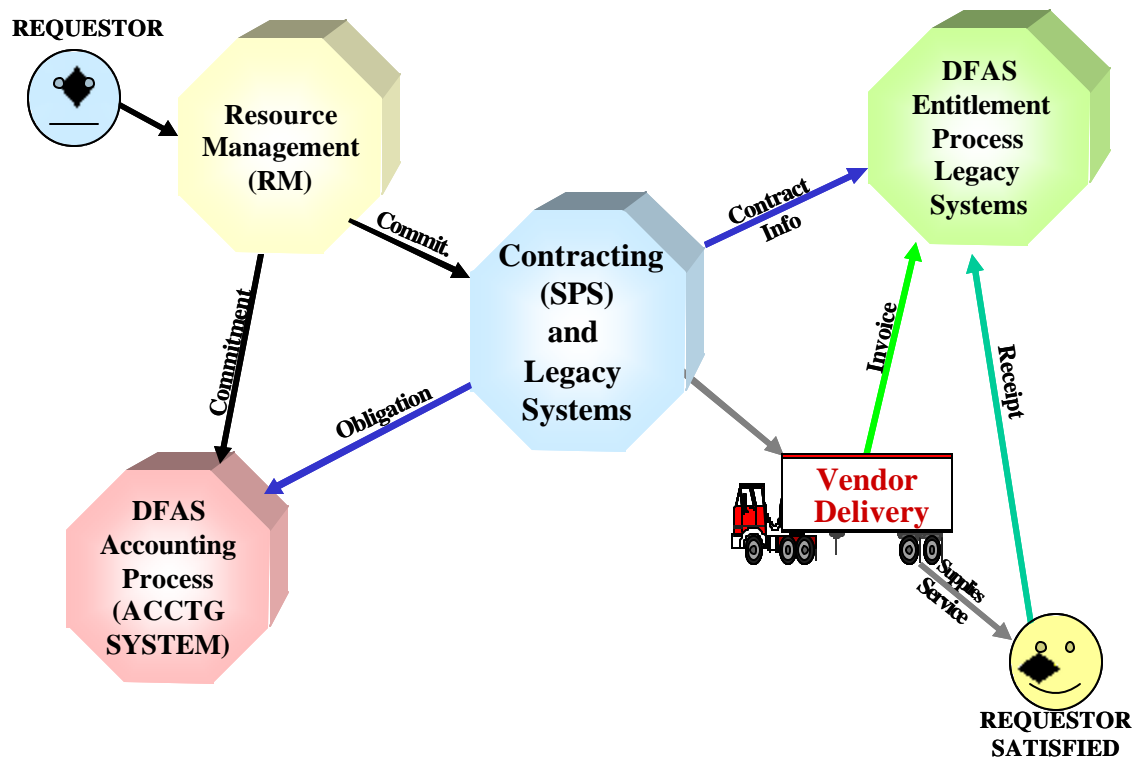 REQUESTOR
Resource
Management
(RM)
DFAS
Entitlement
Process
Legacy
Systems
Commit.
Contract
Info
Contracting
(SPS)
and
Legacy
Systems
Commitment
Obligation
Invoice
Receipt
DFAS
Accounting
Process
(ACCTG
SYSTEM)
Vendor
Delivery
Supplies
Service
REQUESTOR
SATISFIED